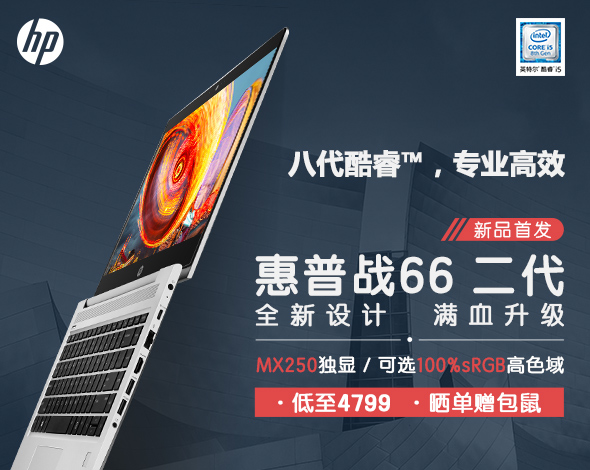 hp
intel
CORE i5
8th Gen
英特尔® 酷睿™ i5
八代酷睿™，专业高效
新品首发
惠普战66 二代
全新设计 满血升级
MX250独显 / 可选100%sRGB高色域
·低至4799 ·晒单赠包鼠